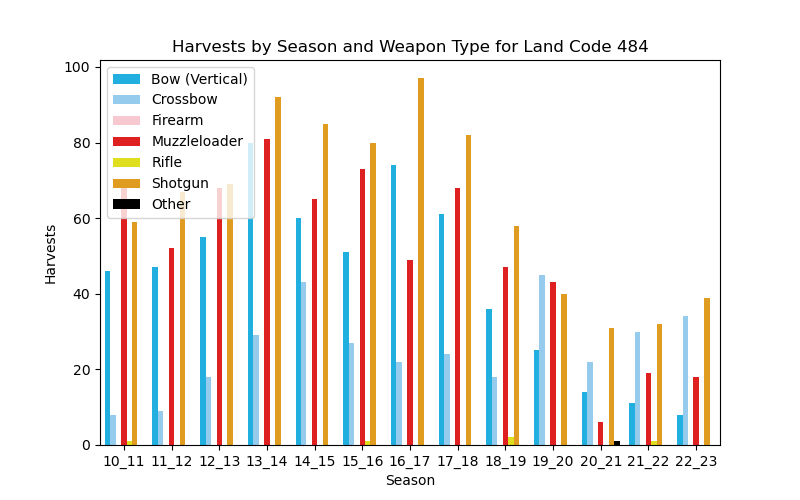 Harvests by Season and Weapon Type for Land Code 484
100
80
60
40
20
0
Harvests
Bow (Vertical)
Crossbow
Firearm
Muzzleloader
Rifle
Shotgun
Other
10_11 11_12 12_13 13_14 14_15 15_16 16_17 17_18 18_19 19_20 20_21 21_22 22_23
Season